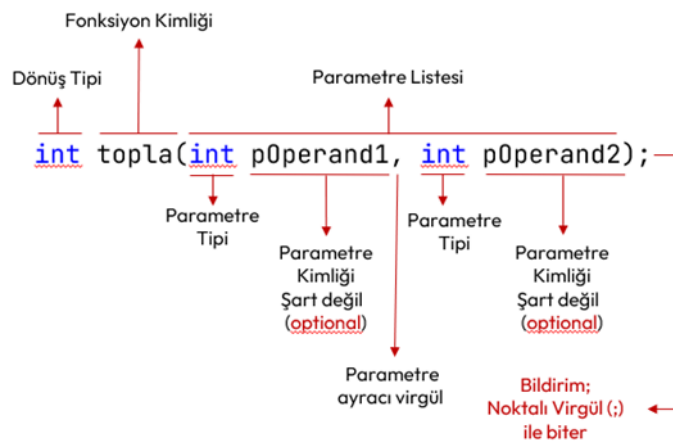 Fonksiyon Kimliği
Dönüş Tipi
Parametre Listesi
int topla(int pOperand1, int pOperand2);
Parametre
Tipi
Parametre
Kimliği
Şart değil
(optional)
Parametre
Tipi
Parametre
Kimliği
Şart değil
(optional)
Parametre
ayracı virgül
Bildirim;
Noktalı Virgül (;)
ile biter